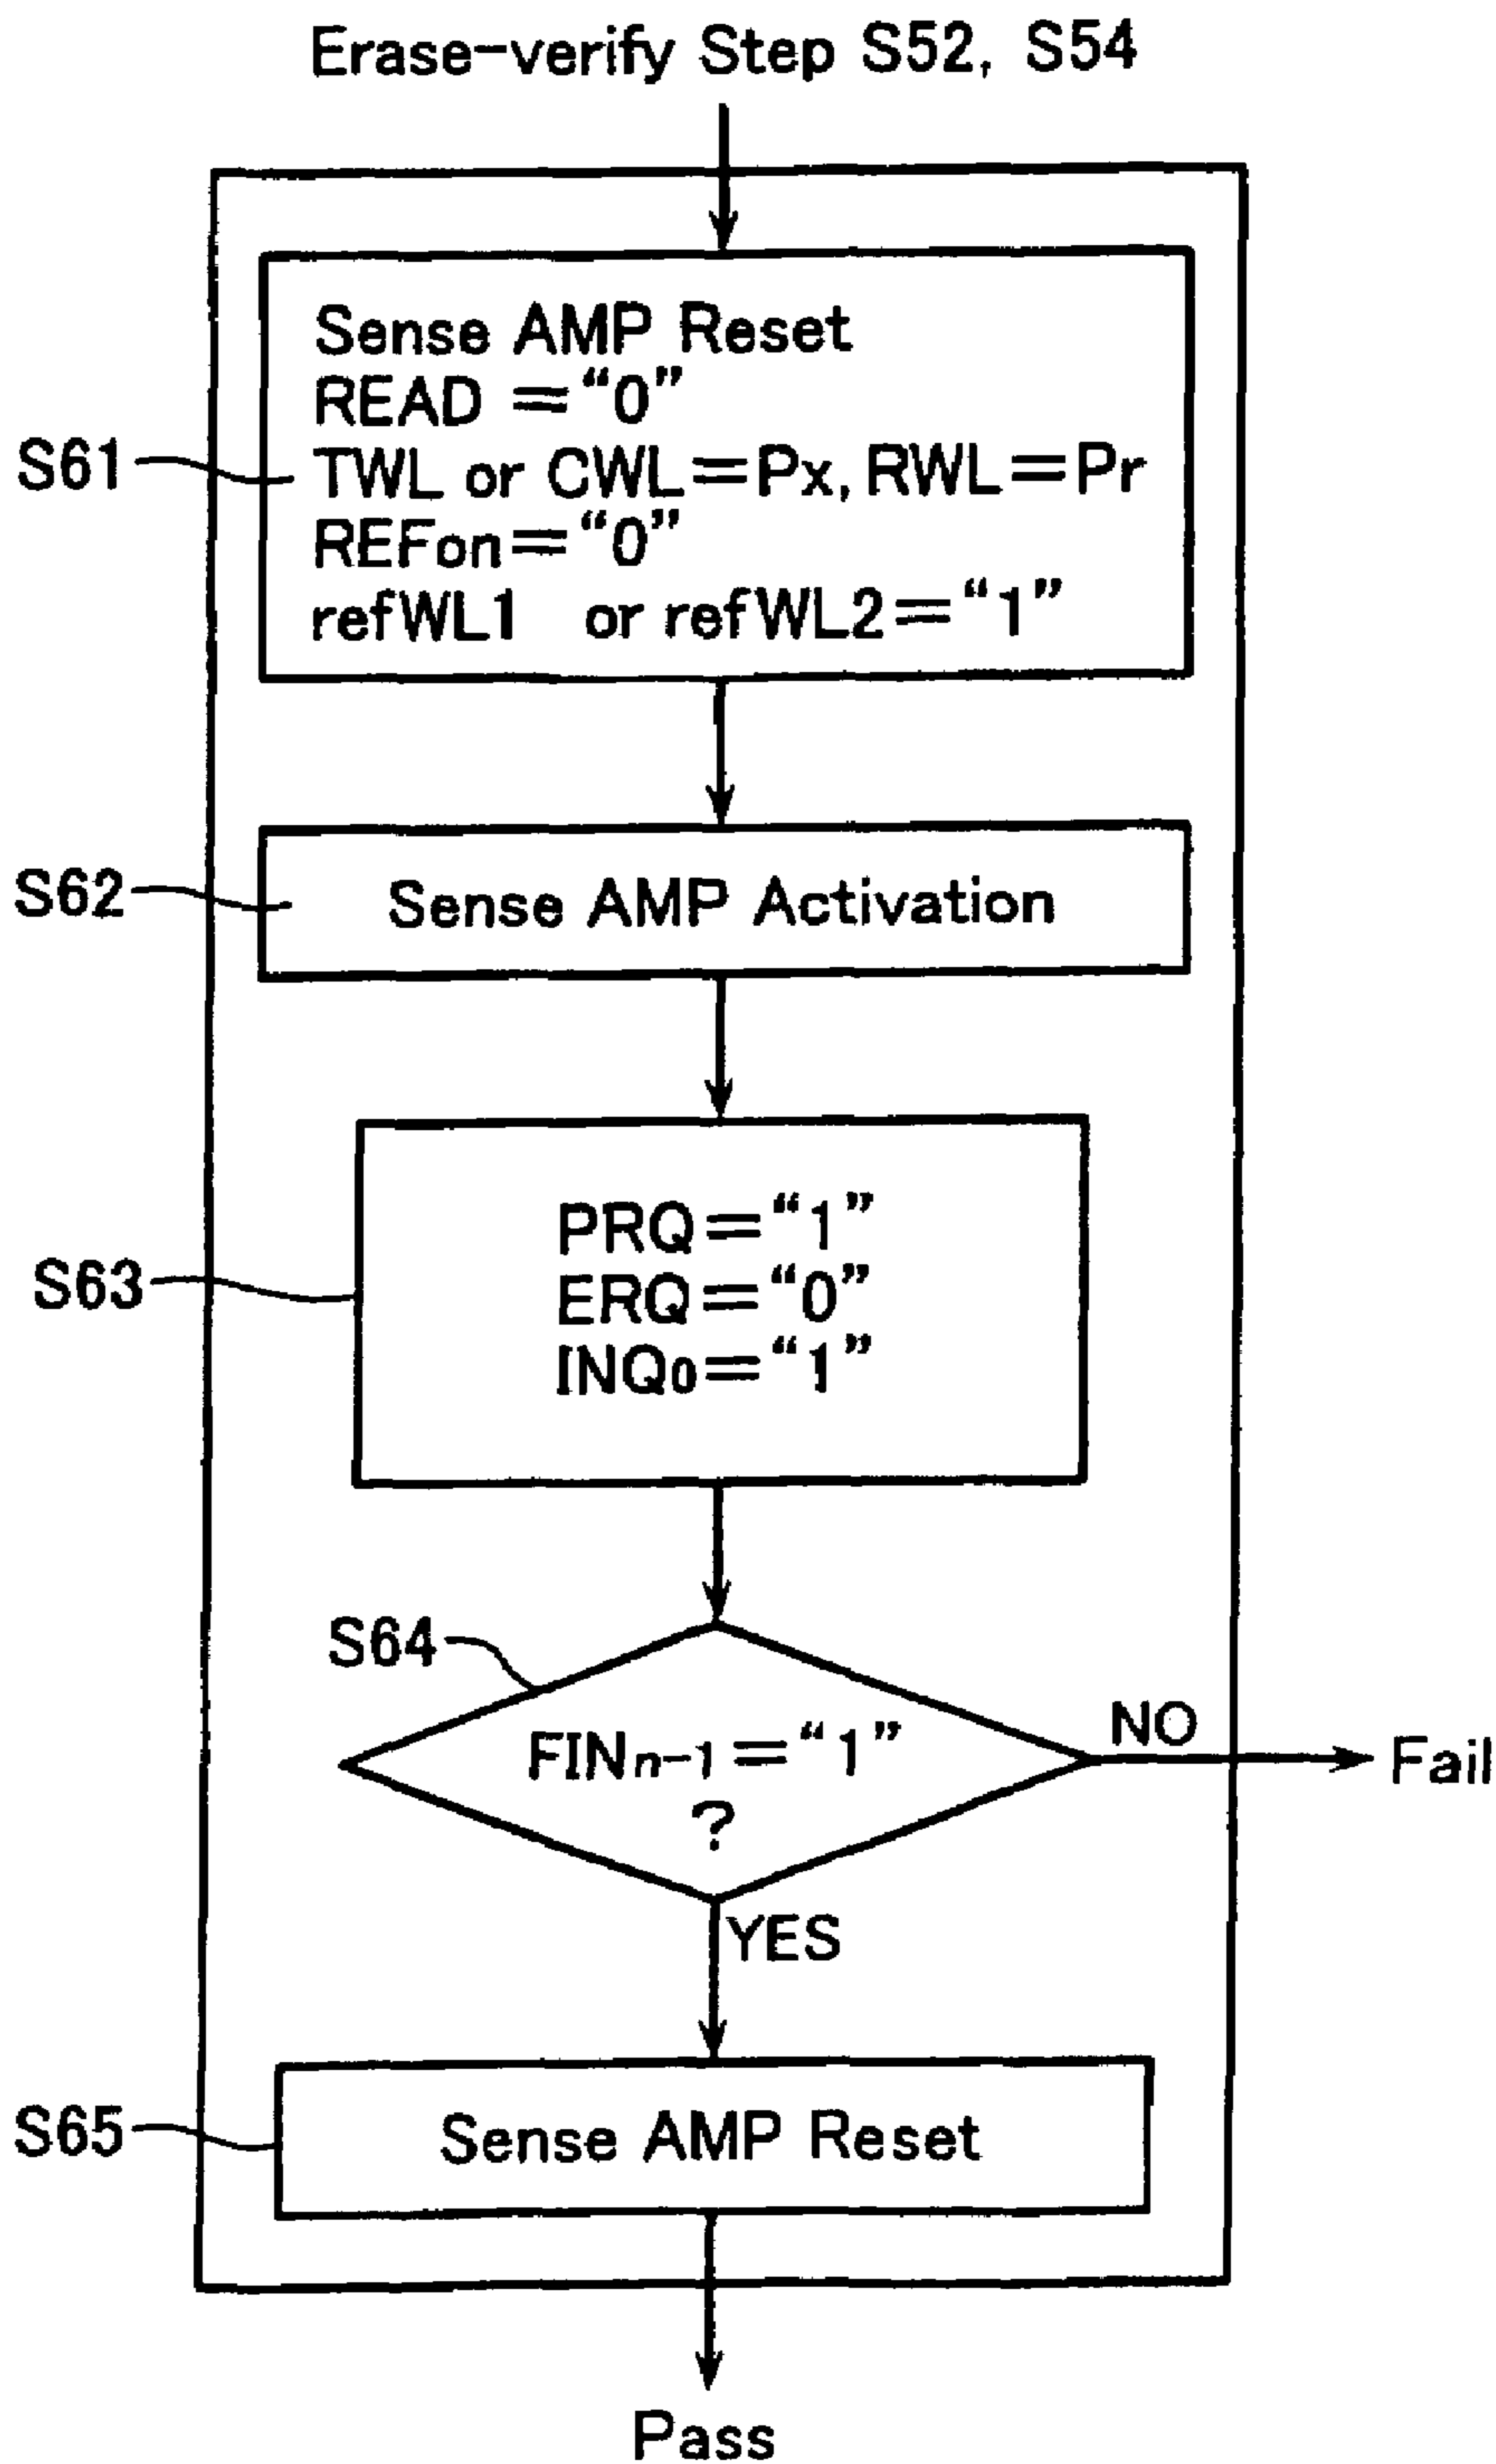 Erase-verify Step S52, S54
S61
Sense AMP Reset
READ ="0"
TWL or CWL=Px, RWL=Pr
REFon="0"
refWL1 or refWL2="1"
S62
Sense AMP Activation
S63
PRQ="1"
ERQ="0"
INQ0="1"
S64
FINn-1="1"
?
NO
Fail
YES
S65
Sense AMP Reset
Pass